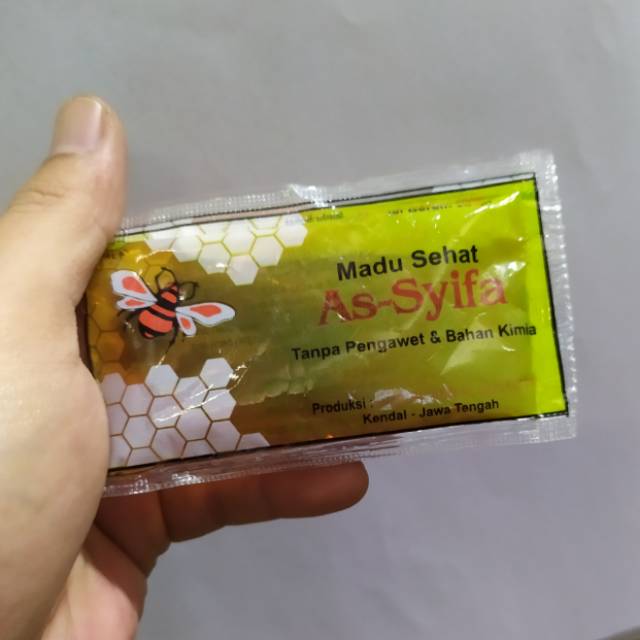 Madu Sehat
As-Syifa
Tanpa Pengawet & Bahan Kimia
Produksi :
Kendal - Jawa Tengah